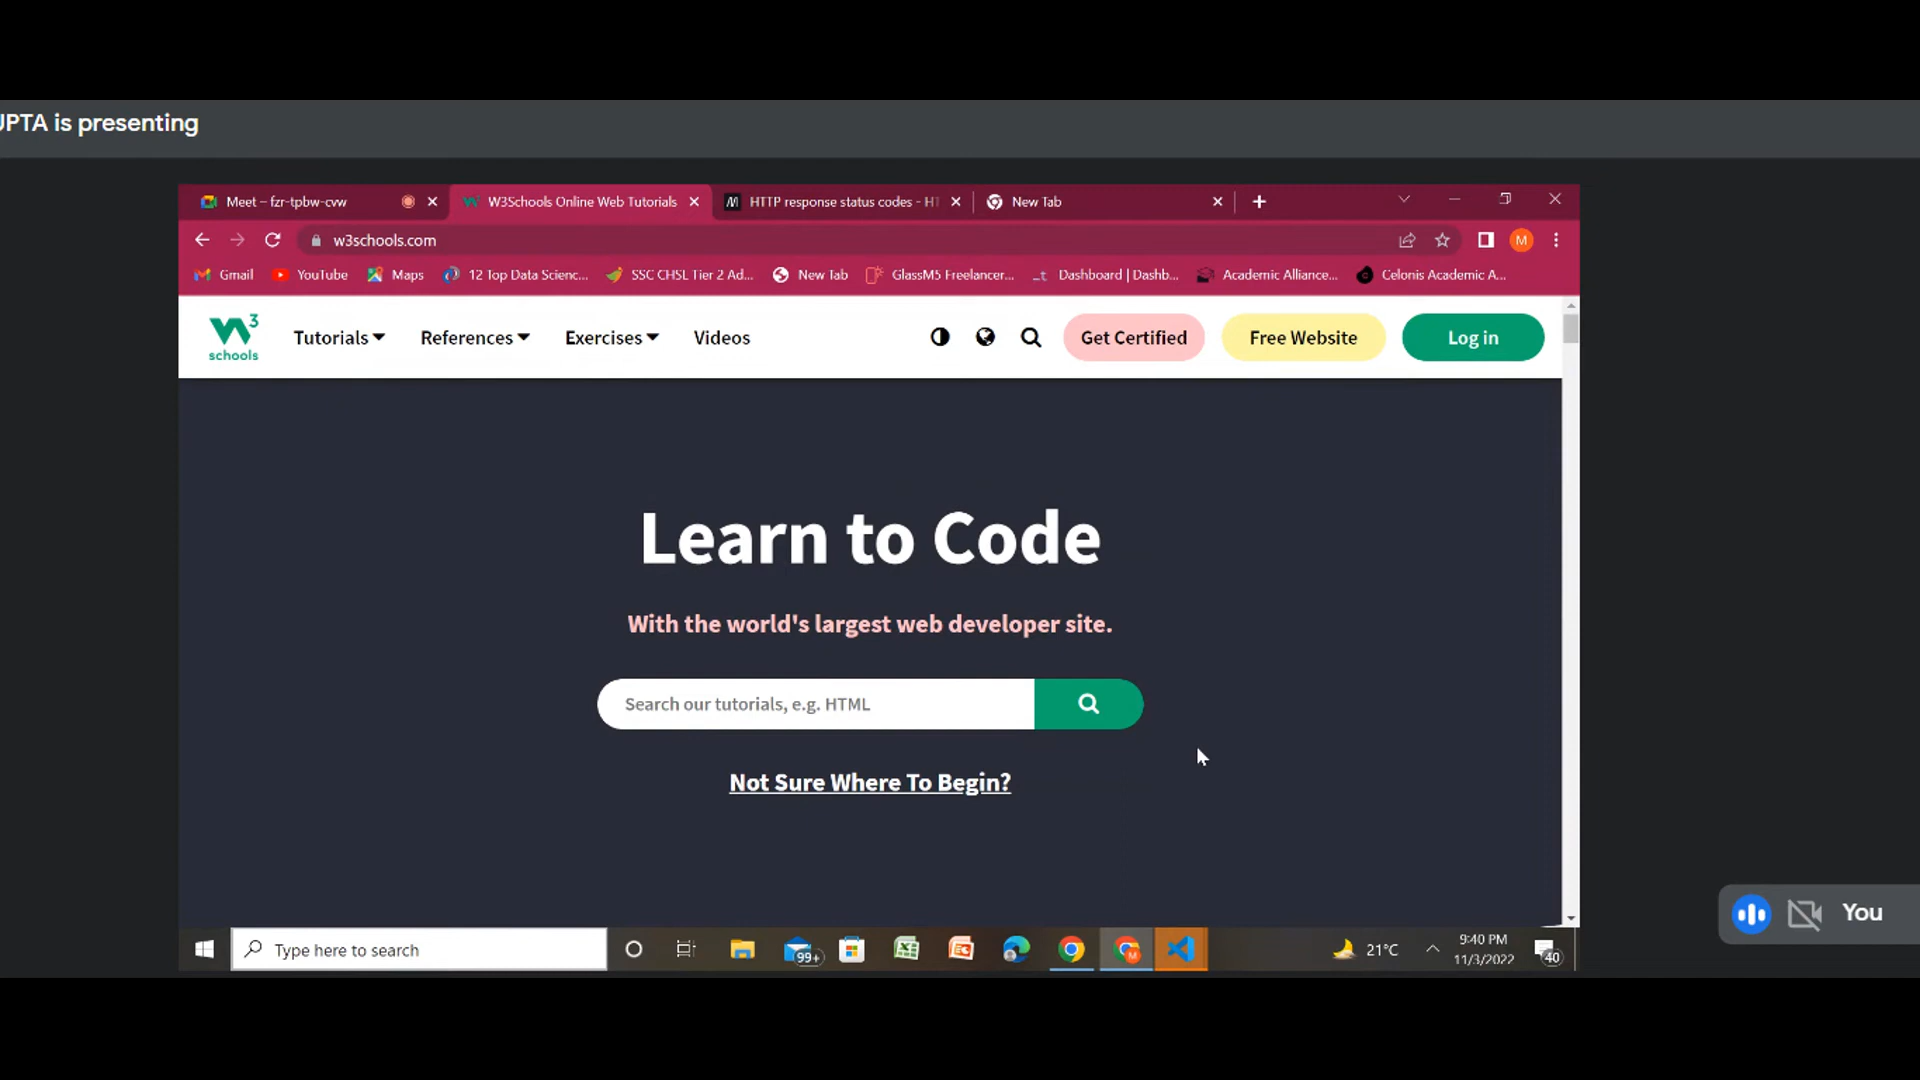 UPTA is presenting
Meet – fzr-tpbw-cvw
W3Schools Online Web Tutorials
HTTP response status codes - HT
New Tab
w3schools.com
M
Gmail
YouTube
Maps
12 Top Data Scienc...
SSC CHSL Tier 2 Ad...
New Tab
GlassM5 Freelancer...
Dashboard | Dashb...
Academic Alliance...
Celonis Academic A...
3
schools
Tutorials
References
Exercises
Videos
Get Certified
Free Website
Log in
Learn to Code
With the world's largest web developer site.
Search our tutorials, e.g. HTML
Not Sure Where To Begin?
You
Type here to search
99+
21°C
9:40 PM
11/3/2022
40